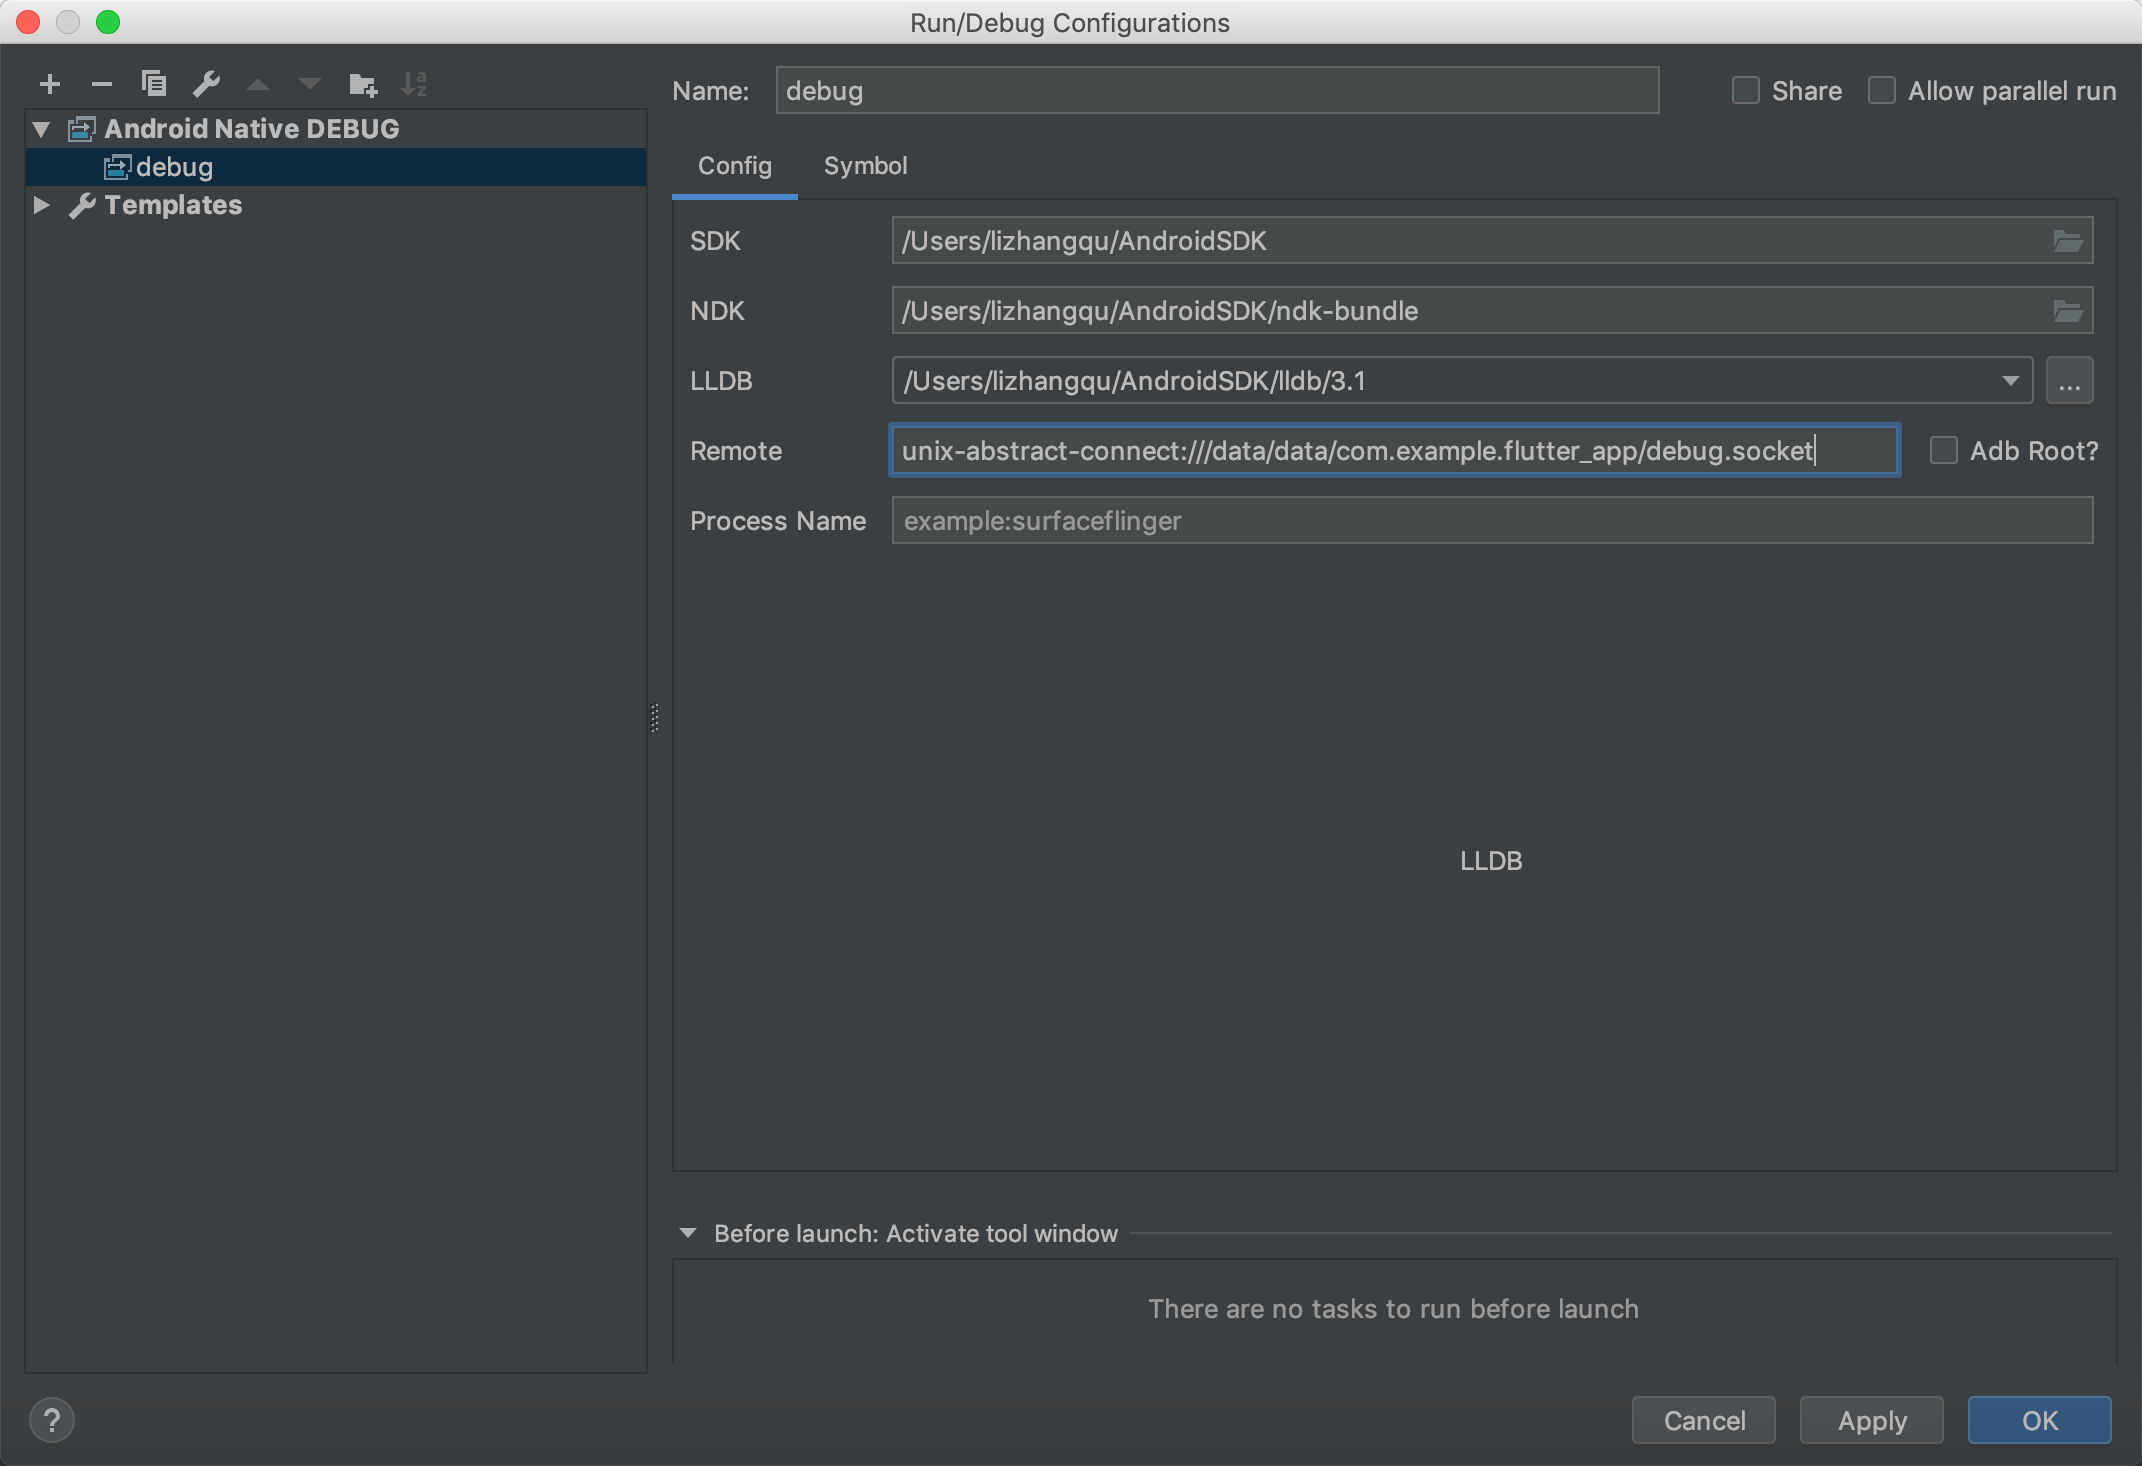 Run/Debug Configurations
Android Native DEBUG
debug
Templates
Name: debug
Share
Allow parallel run
Config Symbol
SDK /Users/lizhangqu/AndroidSDK
NDK /Users/lizhangqu/AndroidSDK/ndk-bundle
LLDB /Users/lizhangqu/AndroidSDK/lldb/3.1 ...
Remote unix-abstract-connect:///data/data/com.example.flutter_app/debug.socket Adb Root?
Process Name example:surfaceflinger
LLDB
Before launch: Activate tool window
There are no tasks to run before launch
? Cancel Apply OK